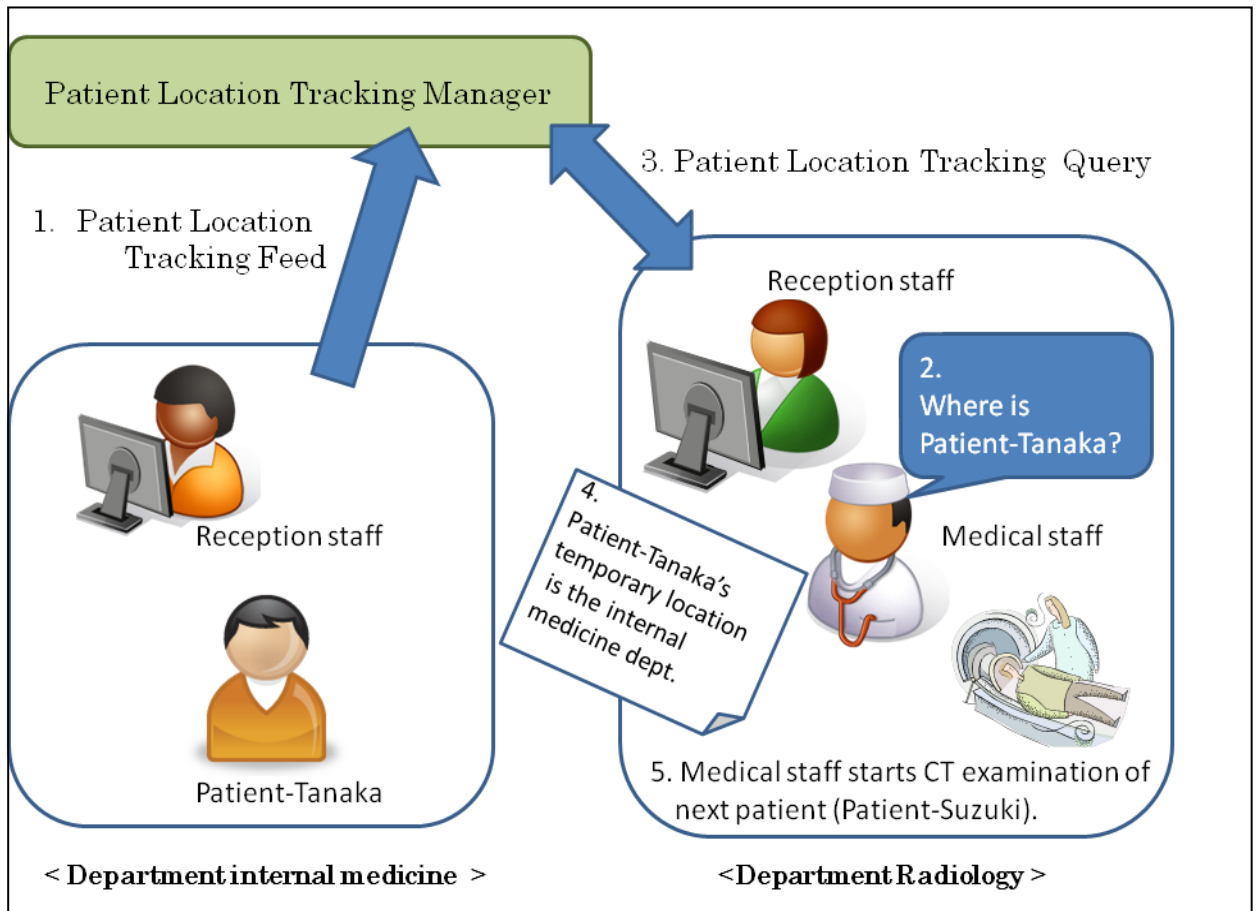 Patient Location Tracking Manager
1. Patient Location
Tracking Feed
3. Patient Location Tracking Query
Reception staff
Patient-Tanaka
Reception staff
2.
Where is
Patient-Tanaka?
Medical staff
4.
Patient-Tanaka's
temporary location
is the internal
medicine dept.
5. Medical staff starts CT examination of
next patient (Patient-Suzuki).
< Department internal medicine >
<Department Radiology >